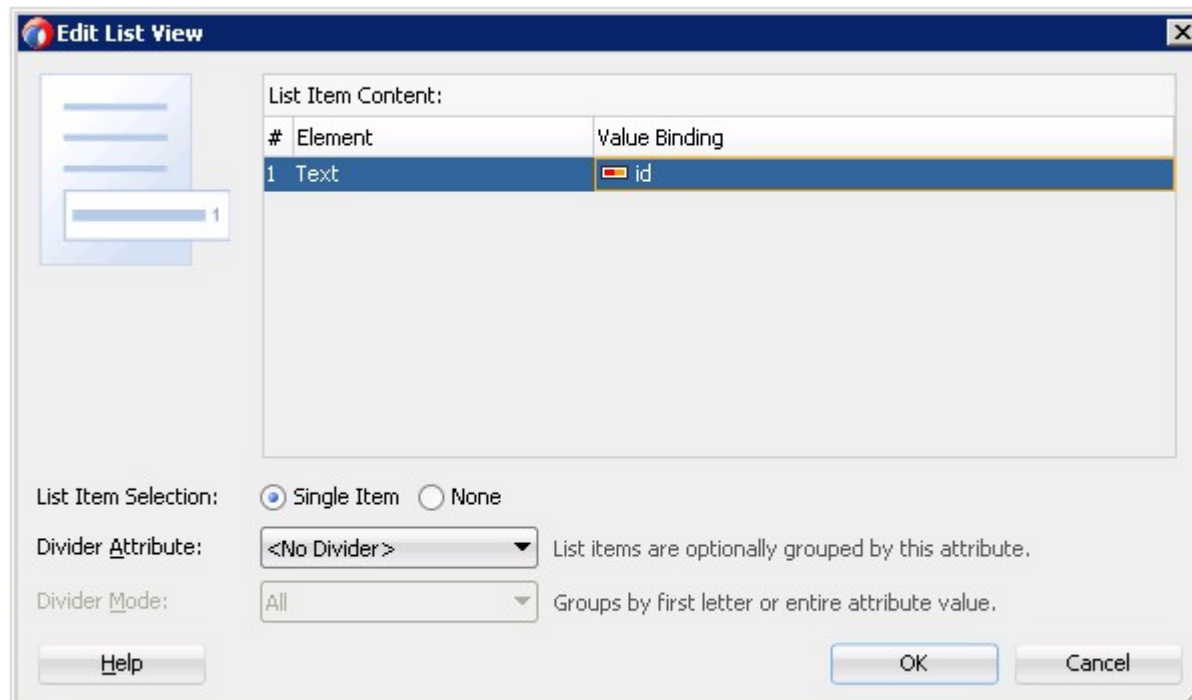 Edit List View
List Item Content:
# Element Value Binding
1 Text id
1
List Item Selection: Single Item None
Divider Attribute: <No Divider> List items are optionally grouped by this attribute.
Divider Mode: All Groups by first letter or entire attribute value.
Help OK Cancel